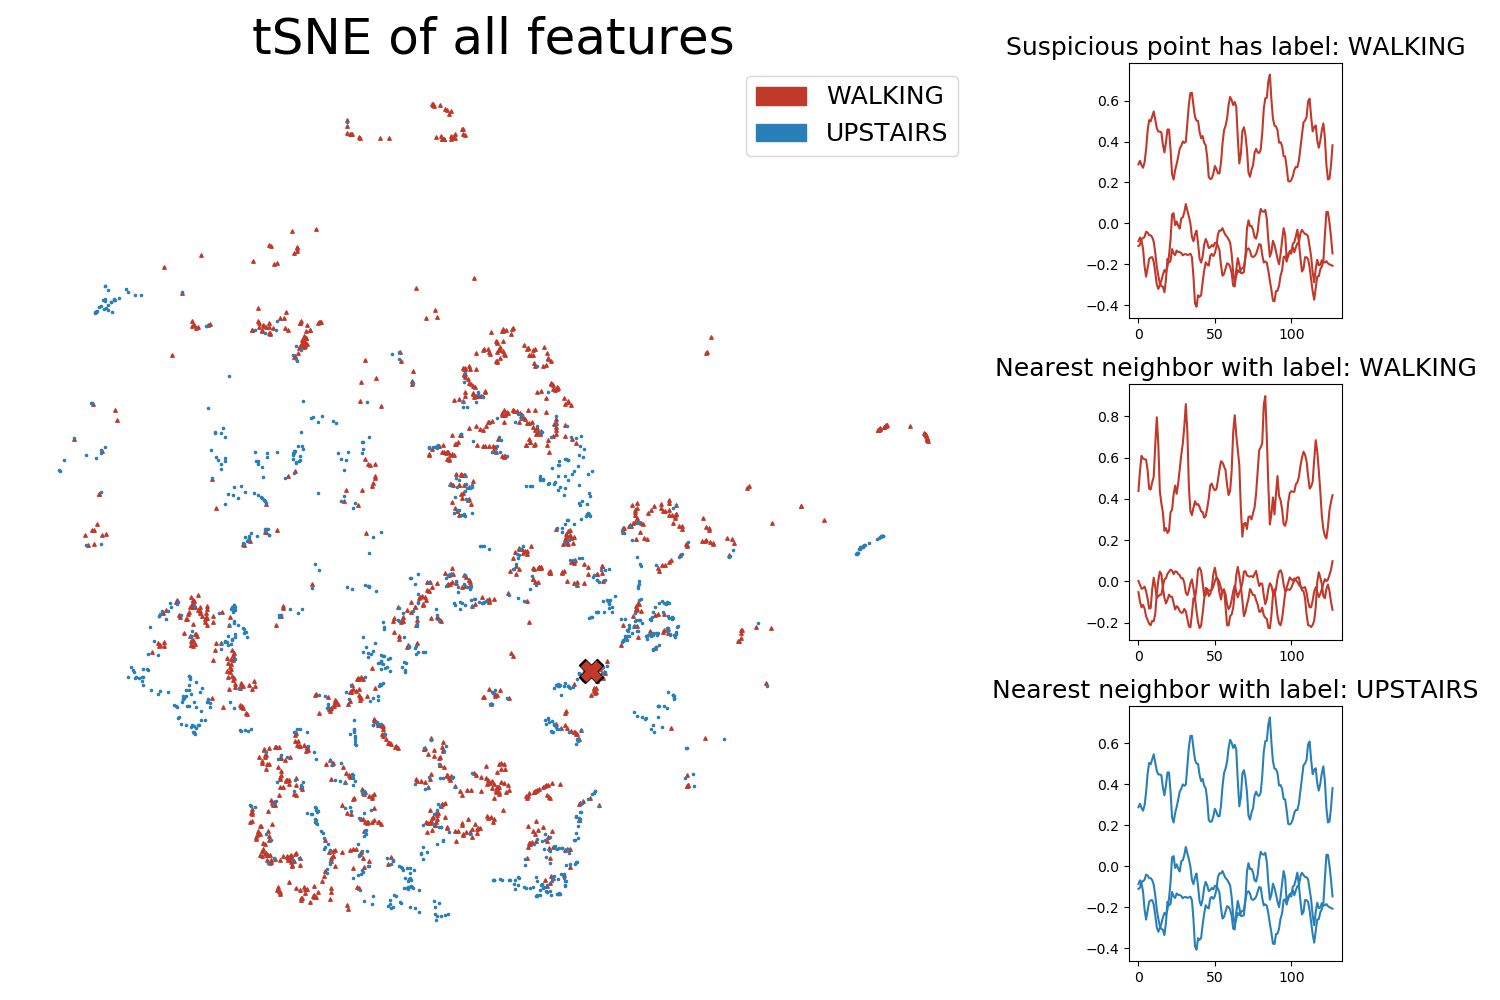 tSNE of all features
WALKING
UPSTAIRS
Suspicious point has label: WALKING
0.6
0.4
0.2
0.0
−0.2
−0.4
0 50 100
Nearest neighbor with label: WALKING
0.8
0.6
0.4
0.2
0.0
−0.2
0 50 100
Nearest neighbor with label: UPSTAIRS
0.6
0.4
0.2
0.0
−0.2
−0.4
0 50 100